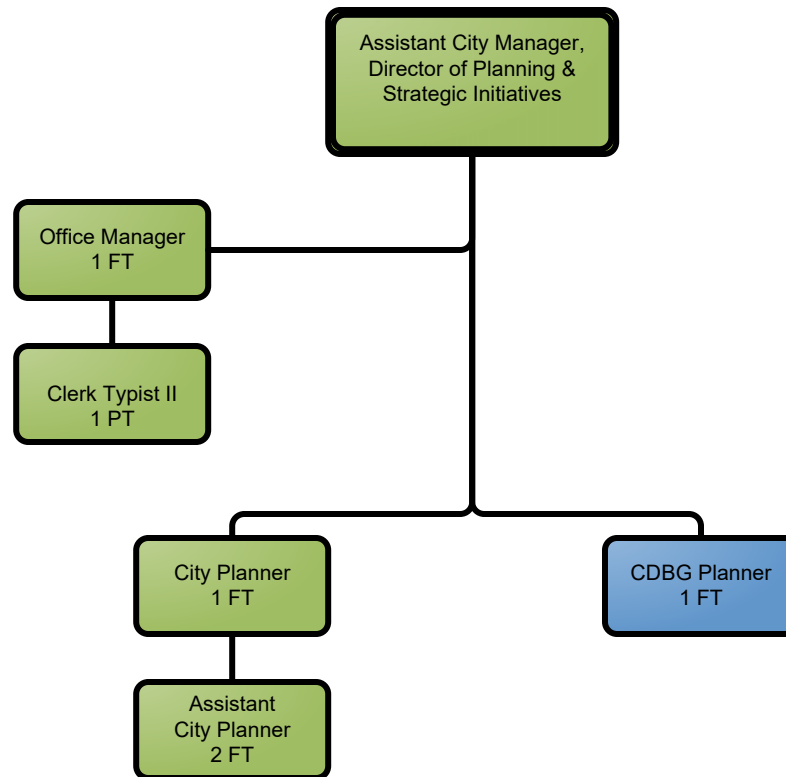 Assistant City Manager,
Director of Planning &
Strategic Initiatives
Office Manager
1 FT
Clerk Typist II
1 PT
City Planner
1 FT
CDBG Planner
1 FT
Assistant
City Planner
2 FT